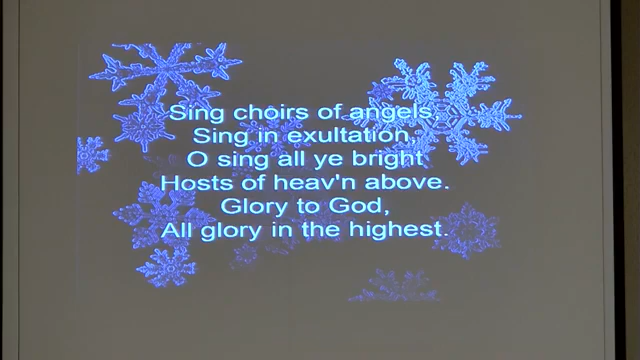 Sing choirs of angels,
Sing in exultation,
O sing all ye bright
Hosts of heav'n above.
Glory to God,
All glory in the highest.